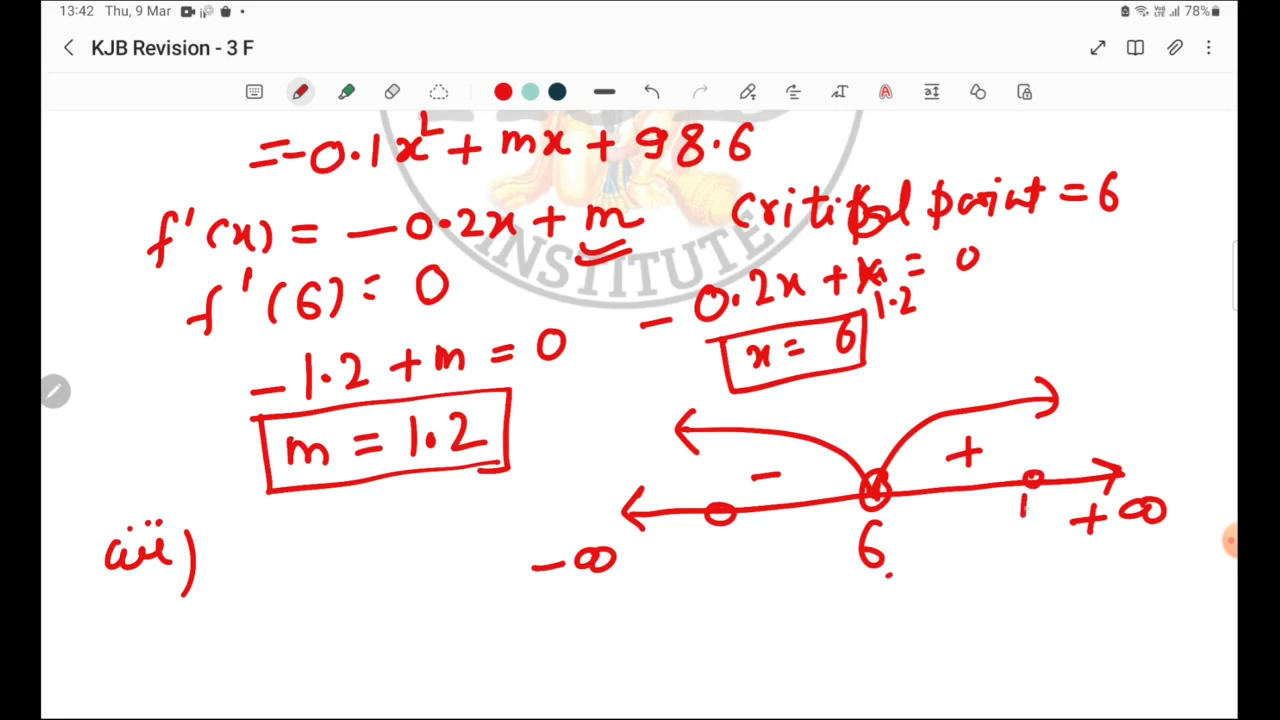 13:42 Thu, 9 Mar
78%
KJB Revision - 3 F
= -0.1x² + mx + 98.6
f'(x) = -0.2x + m
critical point = 6
f'(6) = 0
-0.2x + 1.2 = 0
-1.2 + m = 0
x = 6
m = 1.2
- +
-∞ 6 +∞
iii)
INSTITUTE